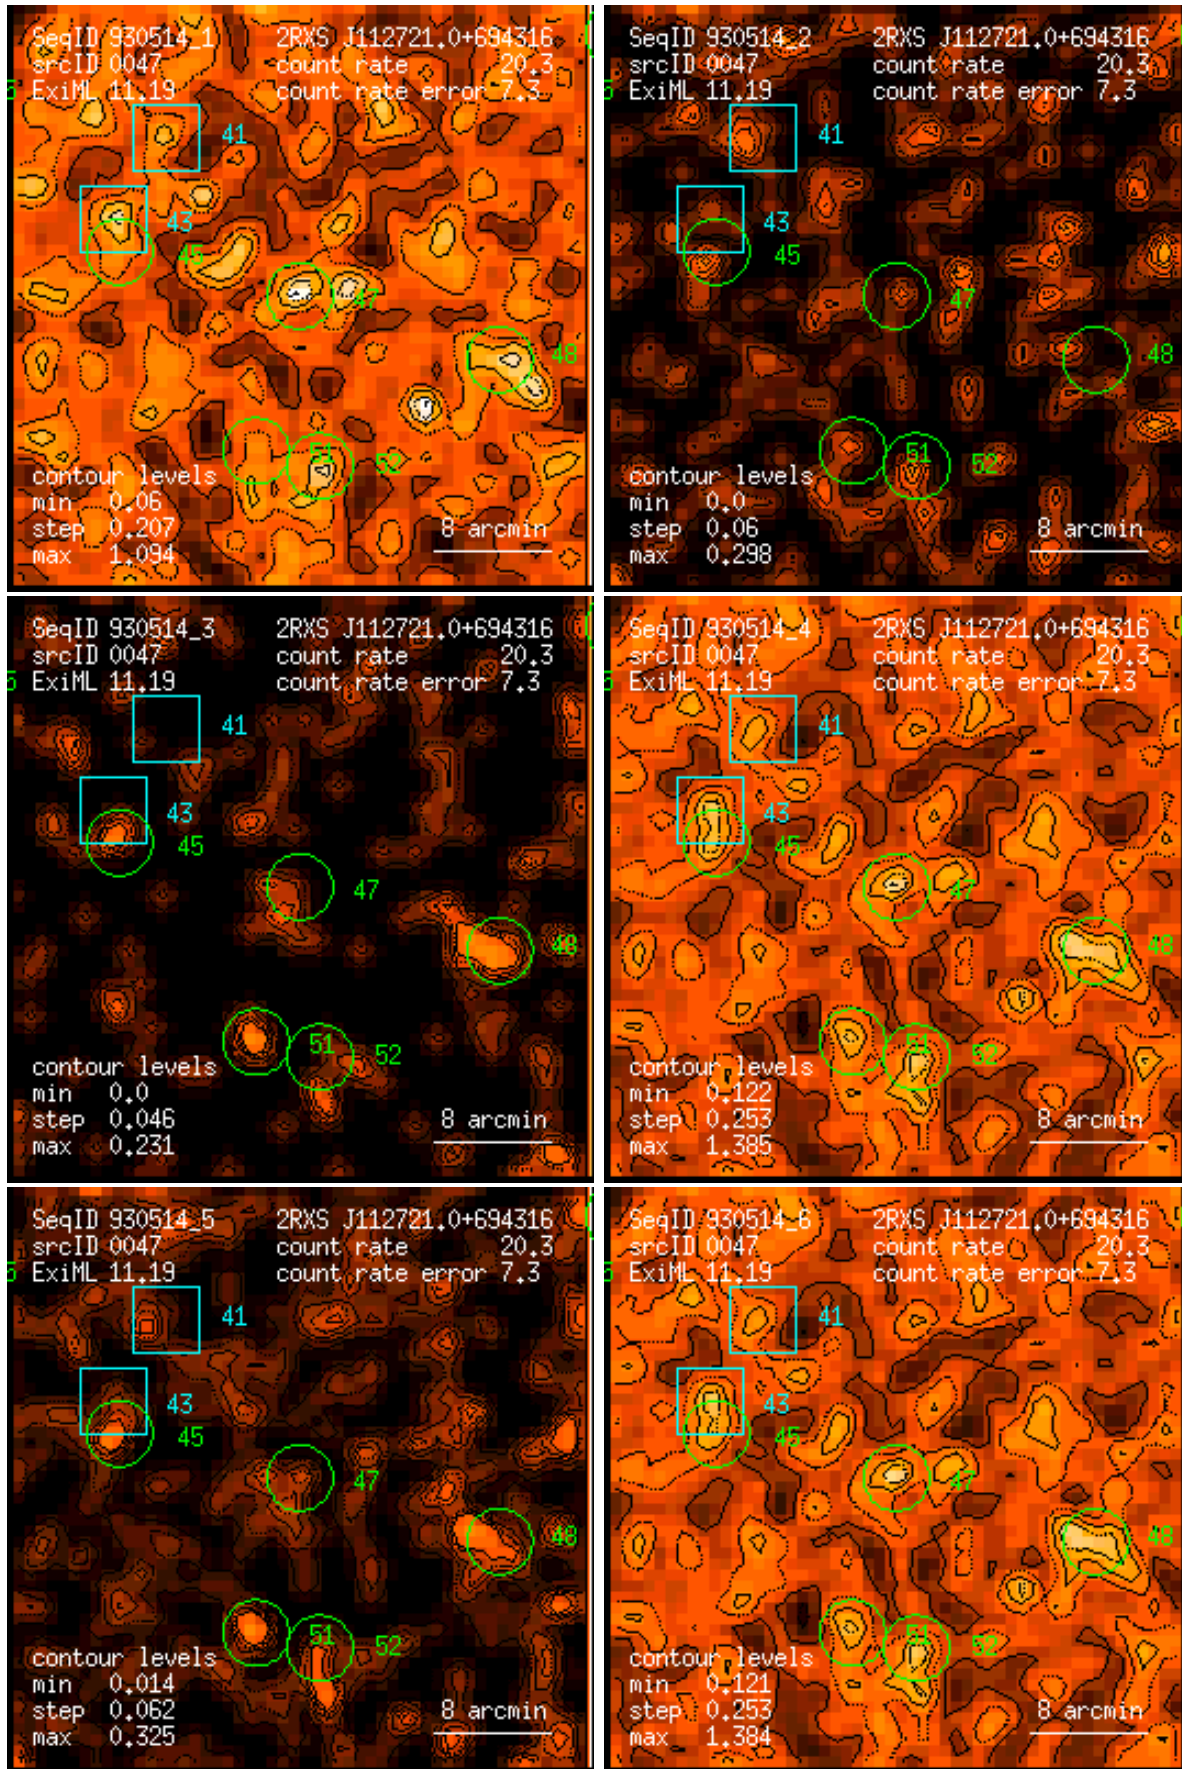 SeqID 930514_1 2RXS J112721.0+694316
srcID 0047 count rate 20.3
ExiML 11.19 count rate error 7.3
41
43
45
47
48
51 52
contour levels
min 0.06
step 0.207 8 arcmin
max 1.094
SeqID 930514_2 2RXS J112721.0+694316
srcID 0047 count rate 20.3
ExiML 11.19 count rate error 7.3
41
43
45
47
48
51 52
contour levels
min 0.0
step 0.06 8 arcmin
max 0.298
SeqID 930514_3 2RXS J112721.0+694316
srcID 0047 count rate 20.3
ExiML 11.19 count rate error 7.3
41
43
45
47
48
51 52
contour levels
min 0.0
step 0.046 8 arcmin
max 0.231
SeqID 930514_4 2RXS J112721.0+694316
srcID 0047 count rate 20.3
ExiML 11.19 count rate error 7.3
41
43
45
47
48
51 52
contour levels
min 0.122
step 0.253 8 arcmin
max 1.385
SeqID 930514_5 2RXS J112721.0+694316
srcID 0047 count rate 20.3
ExiML 11.19 count rate error 7.3
41
43
45
47
48
51 52
contour levels
min 0.014
step 0.062 8 arcmin
max 0.325
SeqID 930514_6 2RXS J112721.0+694316
srcID 0047 count rate 20.3
ExiML 11.19 count rate error 7.3
41
43
45
47
48
51 52
contour levels
min 0.121
step 0.253 8 arcmin
max 1.384